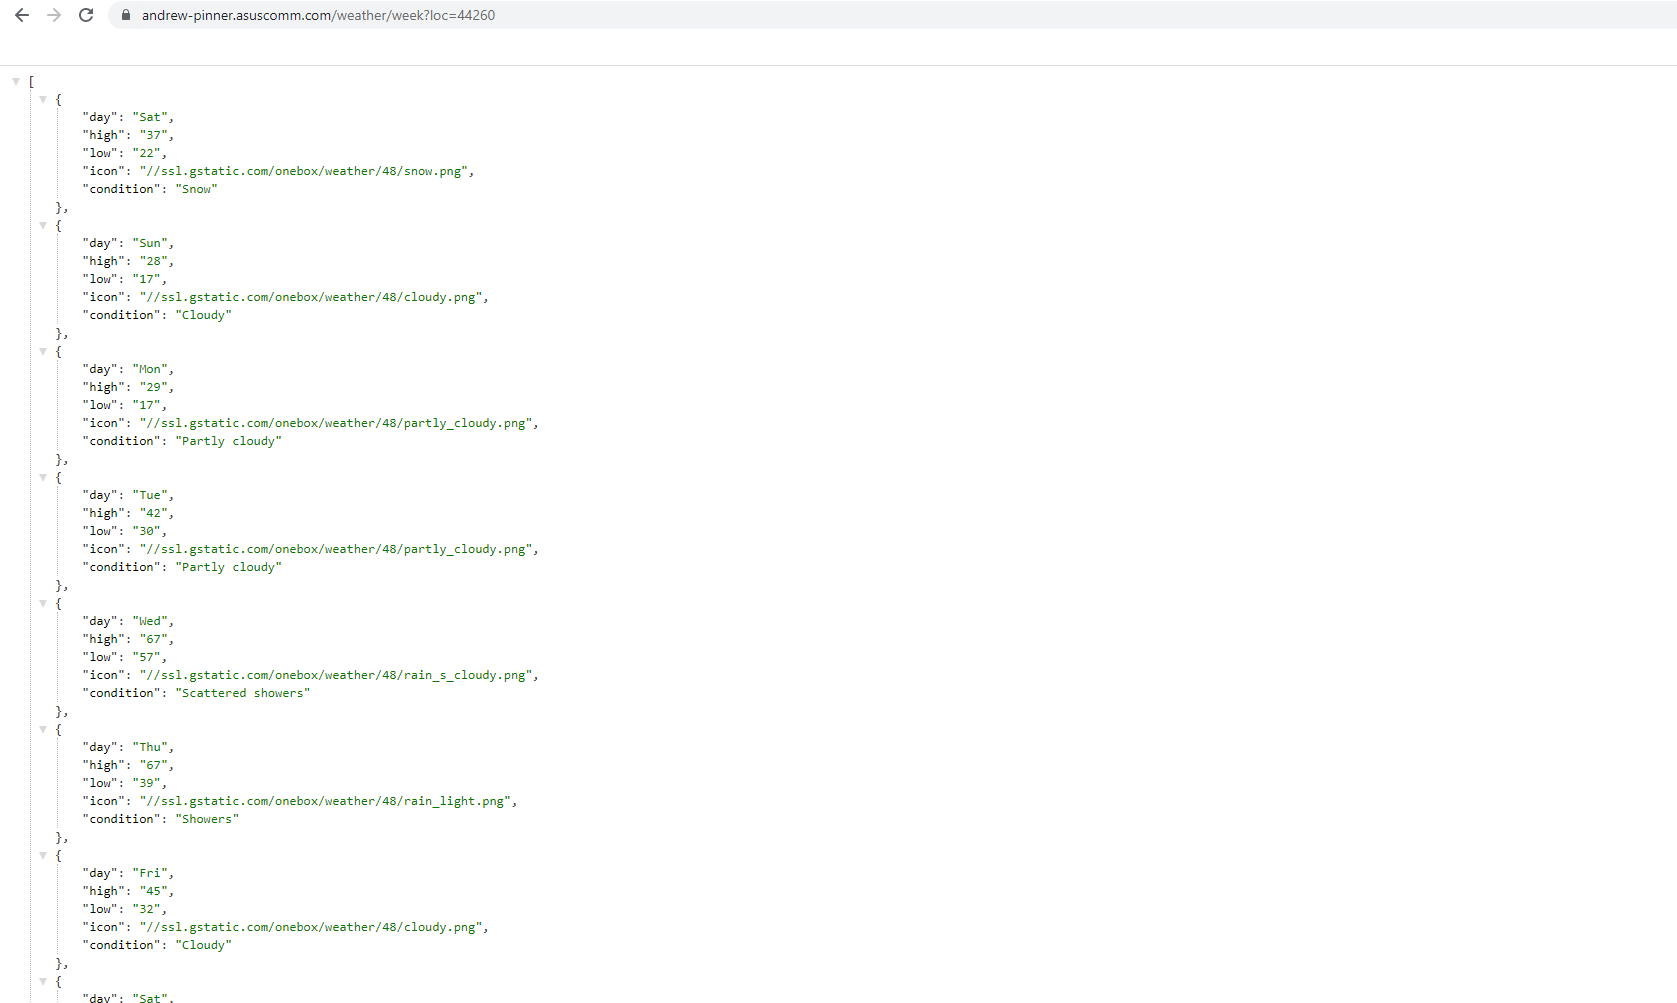 andrew-pinner.asuscomm.com/weather/week?loc=44260
[
{
"day": "Sat",
"high": "37",
"low": "22",
"icon": "//ssl.gstatic.com/onebox/weather/48/snow.png",
"condition": "Snow"
},
{
"day": "Sun",
"high": "28",
"low": "17",
"icon": "//ssl.gstatic.com/onebox/weather/48/cloudy.png",
"condition": "Cloudy"
},
{
"day": "Mon",
"high": "29",
"low": "17",
"icon": "//ssl.gstatic.com/onebox/weather/48/partly_cloudy.png",
"condition": "Partly cloudy"
},
{
"day": "Tue",
"high": "42",
"low": "30",
"icon": "//ssl.gstatic.com/onebox/weather/48/partly_cloudy.png",
"condition": "Partly cloudy"
},
{
"day": "Wed",
"high": "67",
"low": "57",
"icon": "//ssl.gstatic.com/onebox/weather/48/rain_s_cloudy.png",
"condition": "Scattered showers"
},
{
"day": "Thu",
"high": "67",
"low": "39",
"icon": "//ssl.gstatic.com/onebox/weather/48/rain_light.png",
"condition": "Showers"
},
{
"day": "Fri",
"high": "45",
"low": "32",
"icon": "//ssl.gstatic.com/onebox/weather/48/cloudy.png",
"condition": "Cloudy"
},
{
"day": "Sat",